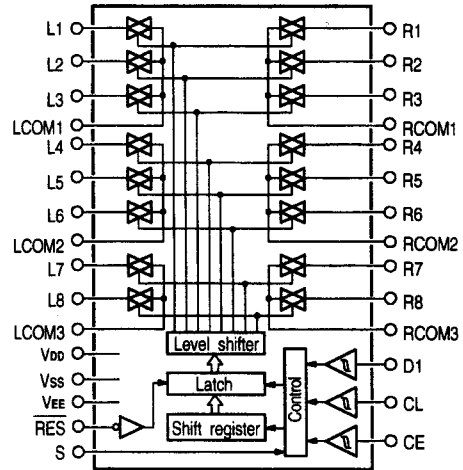 L1
R1
L2
R2
L3
R3
LCOM1
RCOM1
L4
R4
L5
R5
L6
R6
LCOM2
RCOM2
L7
R7
L8
R8
LCOM3
RCOM3
Level shifter
VDD
D1
VSS
Latch
Control
VEE
CL
RES
Shift register
CE
S